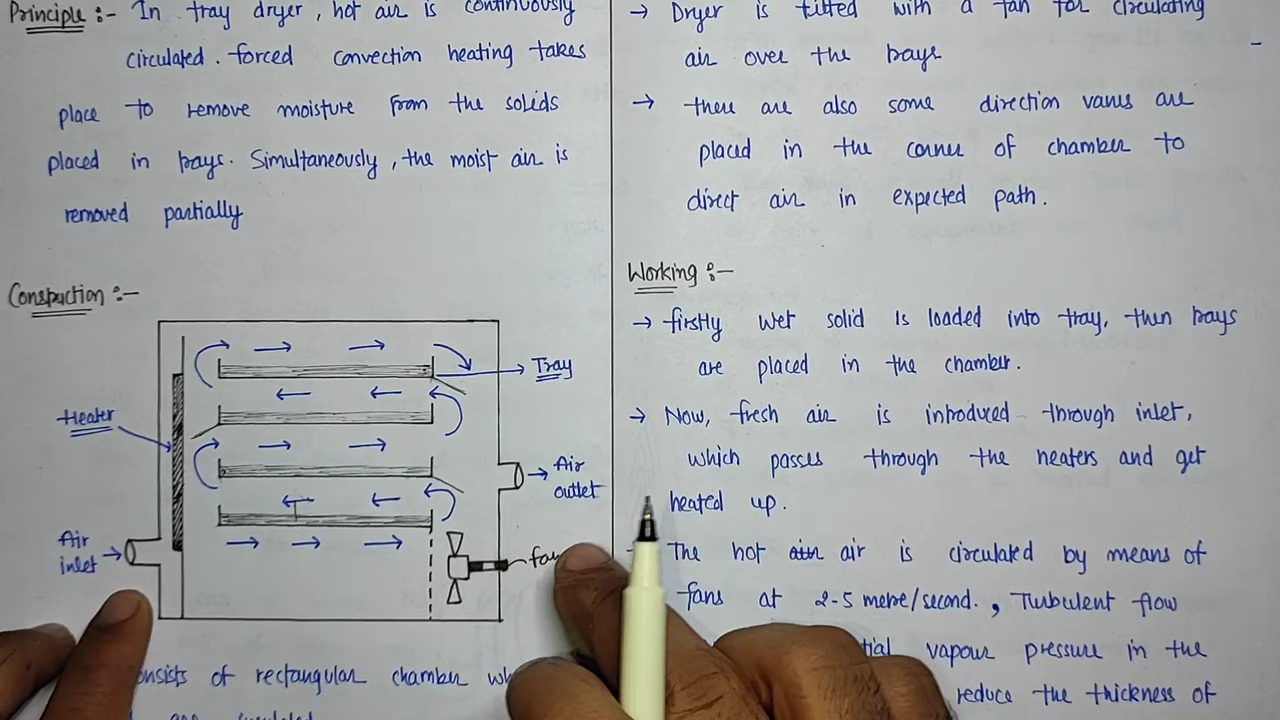 Principle :- In tray dryer, hot air is continuously
circulated. forced convection heating takes
place to remove moisture from the solids
placed in trays. Simultaneously, the moist air is
removed partially
Construction :-
Tray
Heater
Air
outlet
Air
inlet
consists of rectangular chamber
→ Dryer is fitted with a fan for circulating
air over the trays
→ there are also some direction vanes are
placed in the corner of chamber to
direct air in expected path.
Working :-
→ firstly wet solid is loaded into tray, then trays
are placed in the chamber.
→ Now, fresh air is introduced through inlet,
which passes through the heaters and get
heated up.
The hot air is circulated by means of
fans at 2-5 metre/second., Turbulent flow
vapour pressure in the
reduce the thickness of